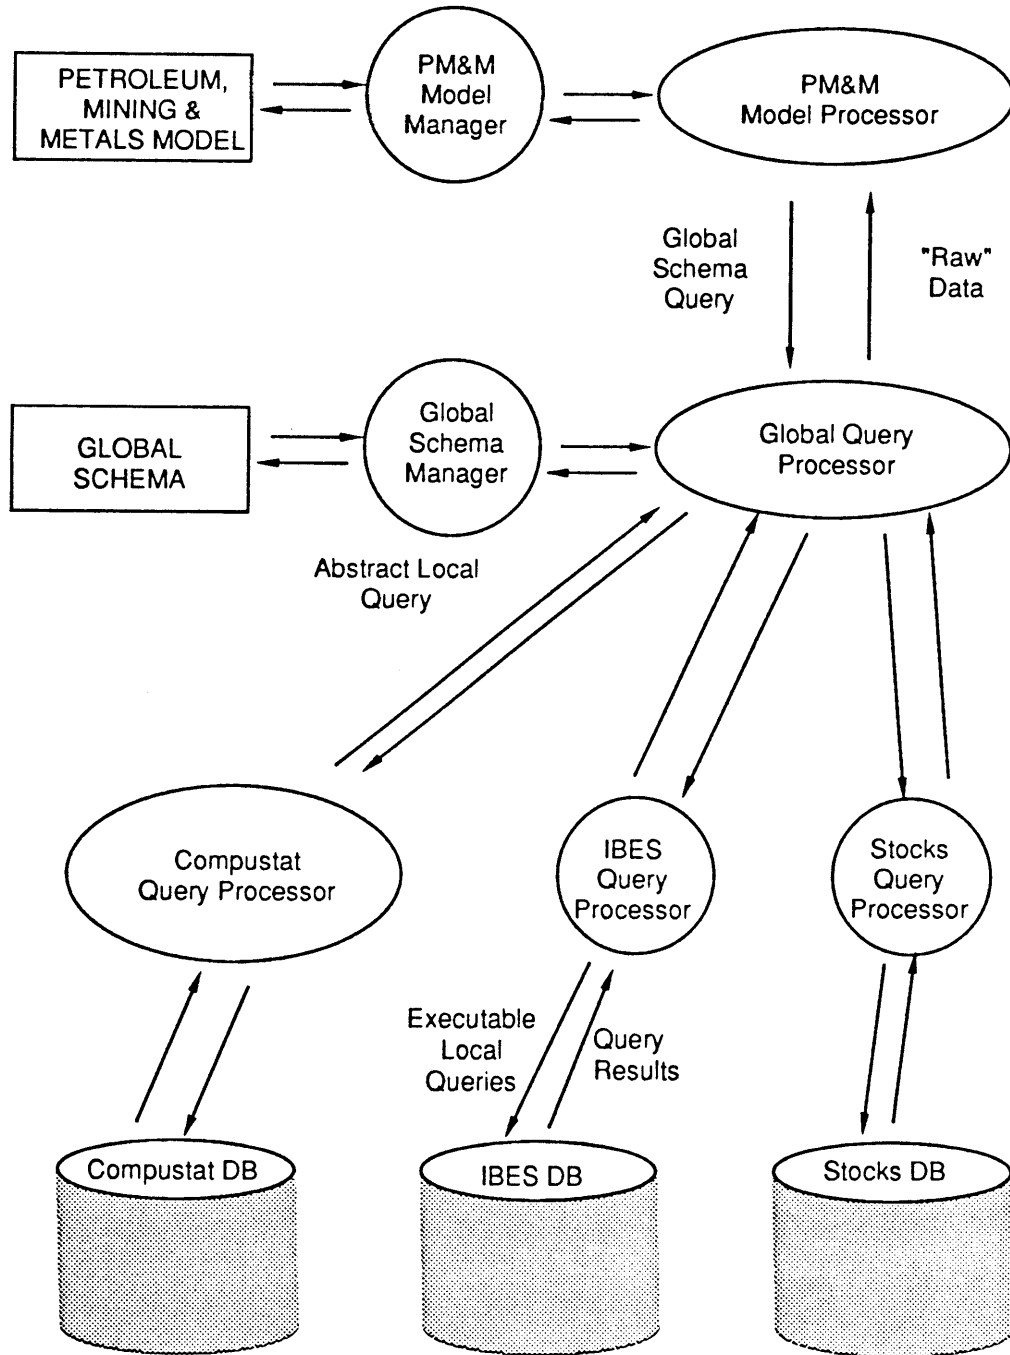 PETROLEUM,
MINING &
METALS MODEL
PM&M
Model
Manager
PM&M
Model Processor
Global
Schema
Query
"Raw"
Data
GLOBAL
SCHEMA
Global
Schema
Manager
Global Query
Processor
Abstract Local
Query
Compustat
Query Processor
IBES
Query
Processor
Stocks
Query
Processor
Executable
Local
Queries
Query
Results
Compustat DB
IBES DB
Stocks DB